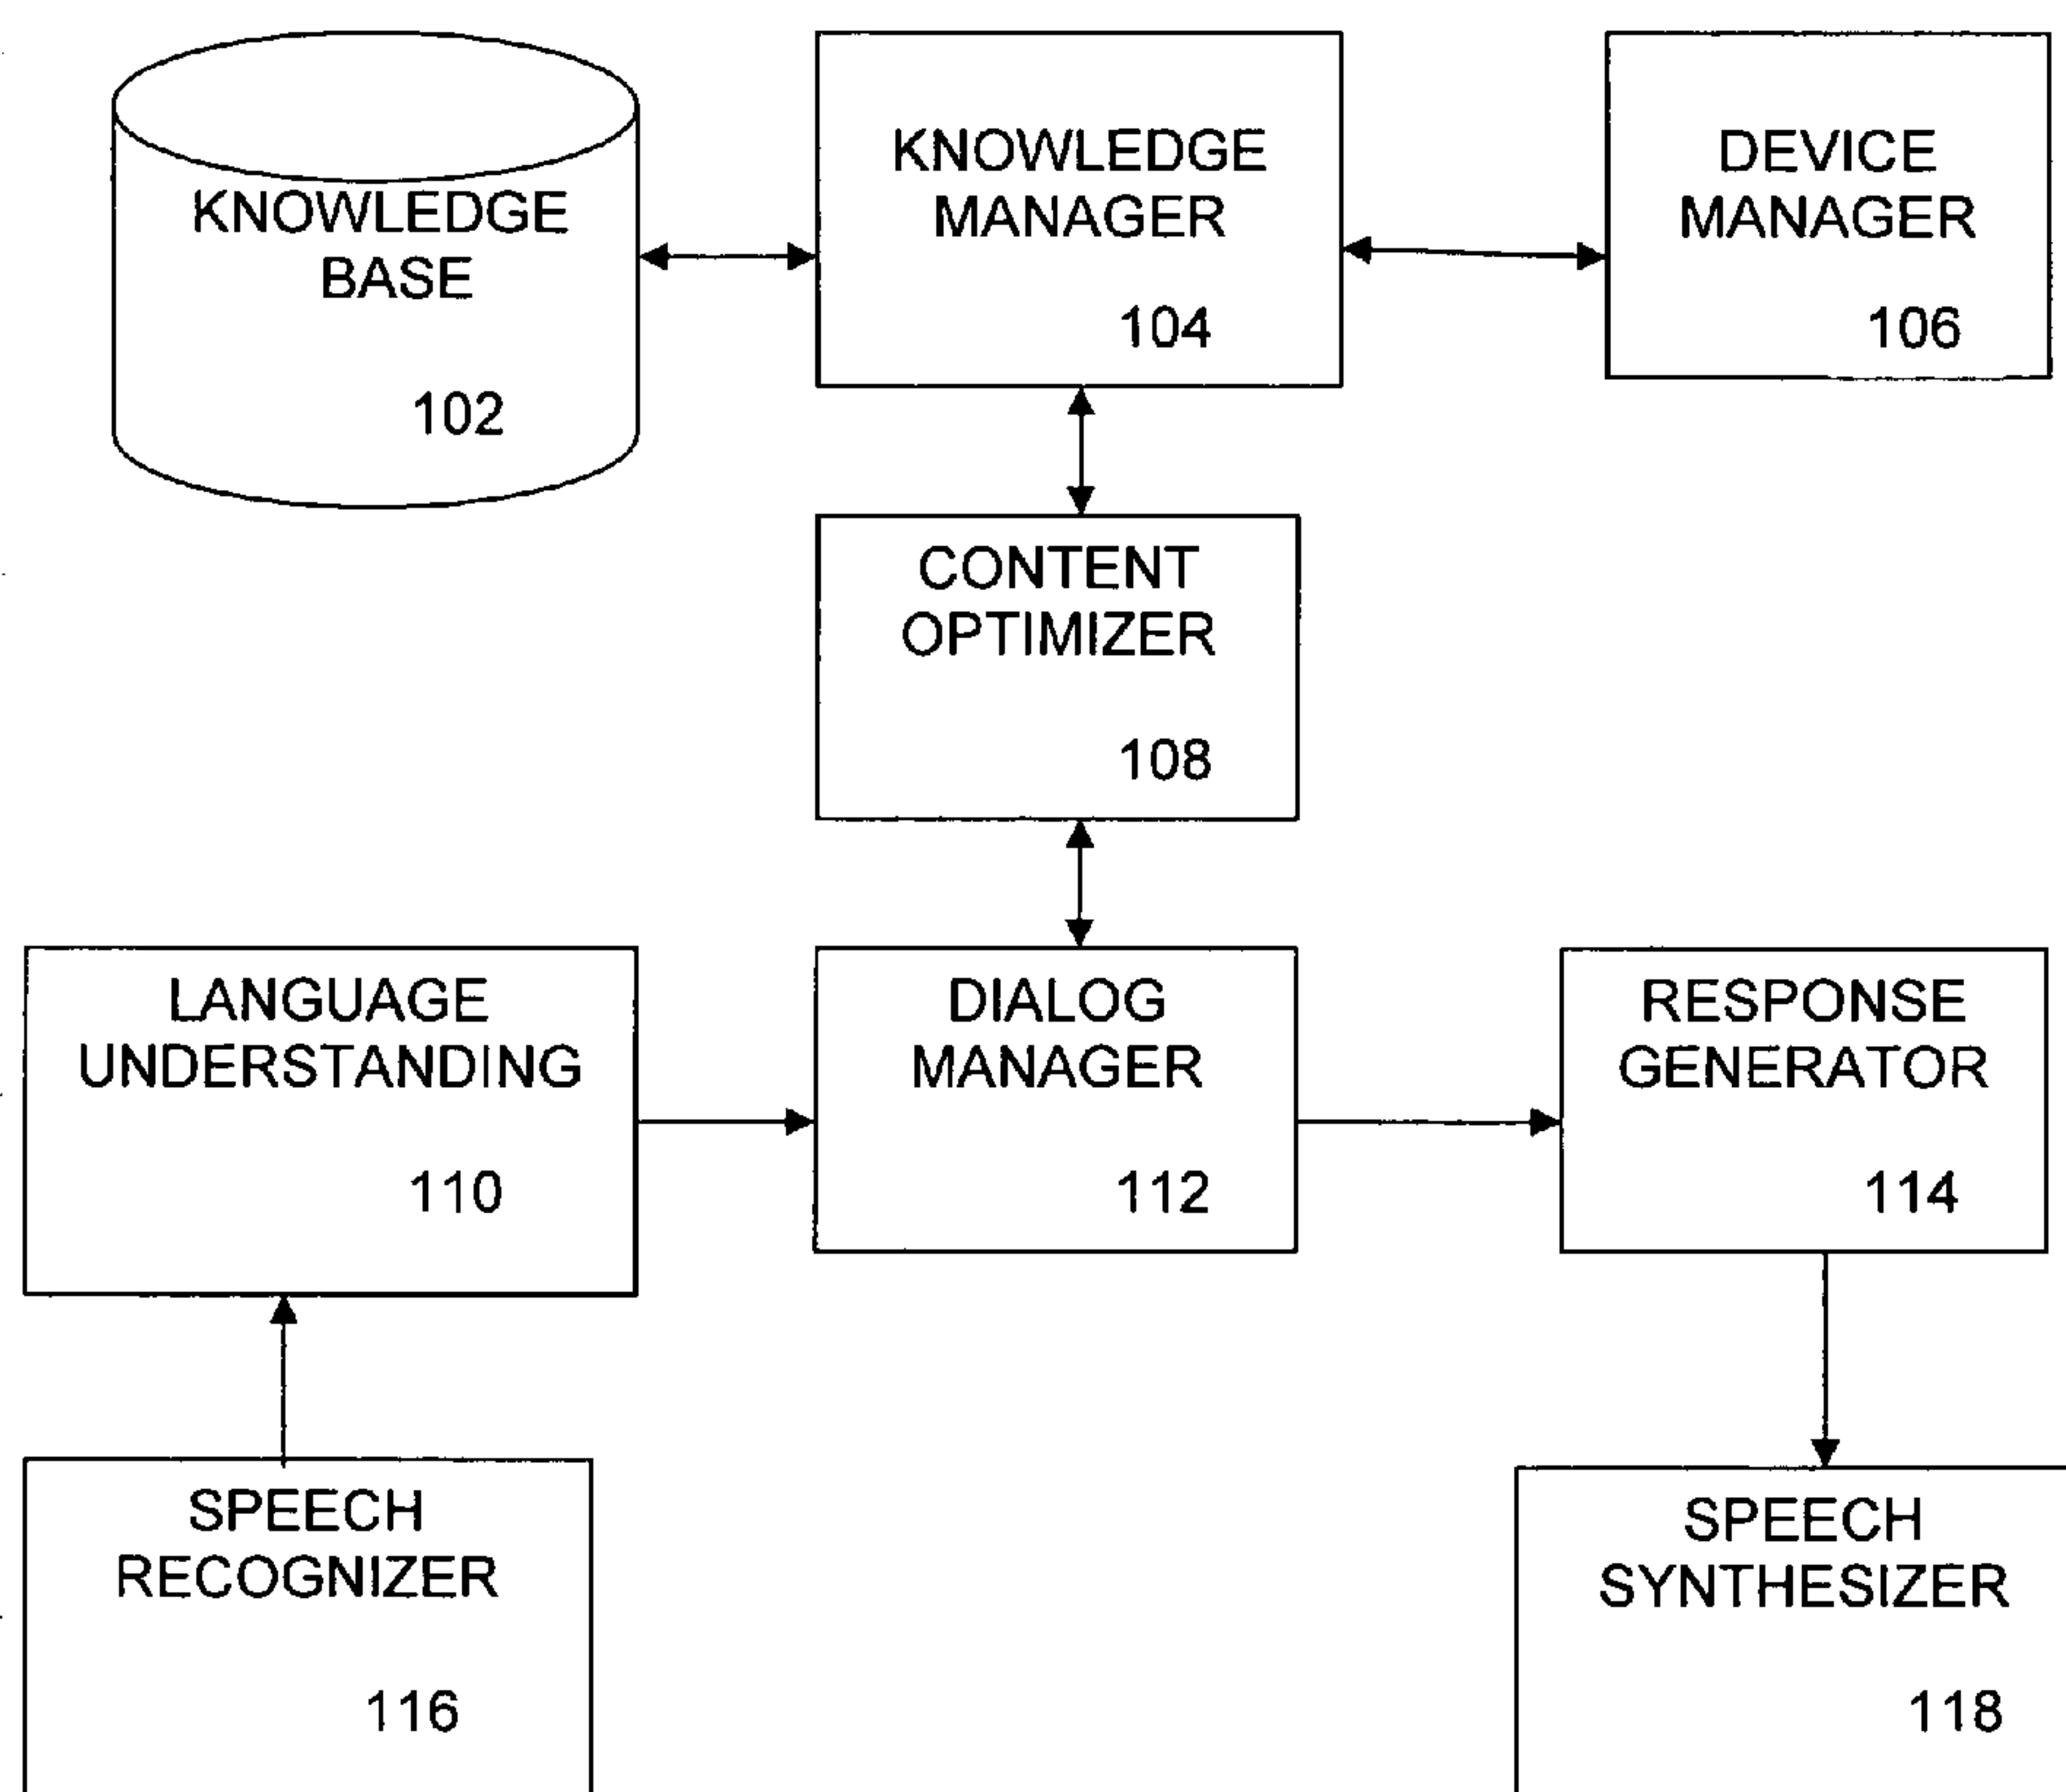 KNOWLEDGE
BASE
102
KNOWLEDGE
MANAGER
104
DEVICE
MANAGER
106
CONTENT
OPTIMIZER
108
LANGUAGE
UNDERSTANDING
110
DIALOG
MANAGER
112
RESPONSE
GENERATOR
114
SPEECH
RECOGNIZER
116
SPEECH
SYNTHESIZER
118